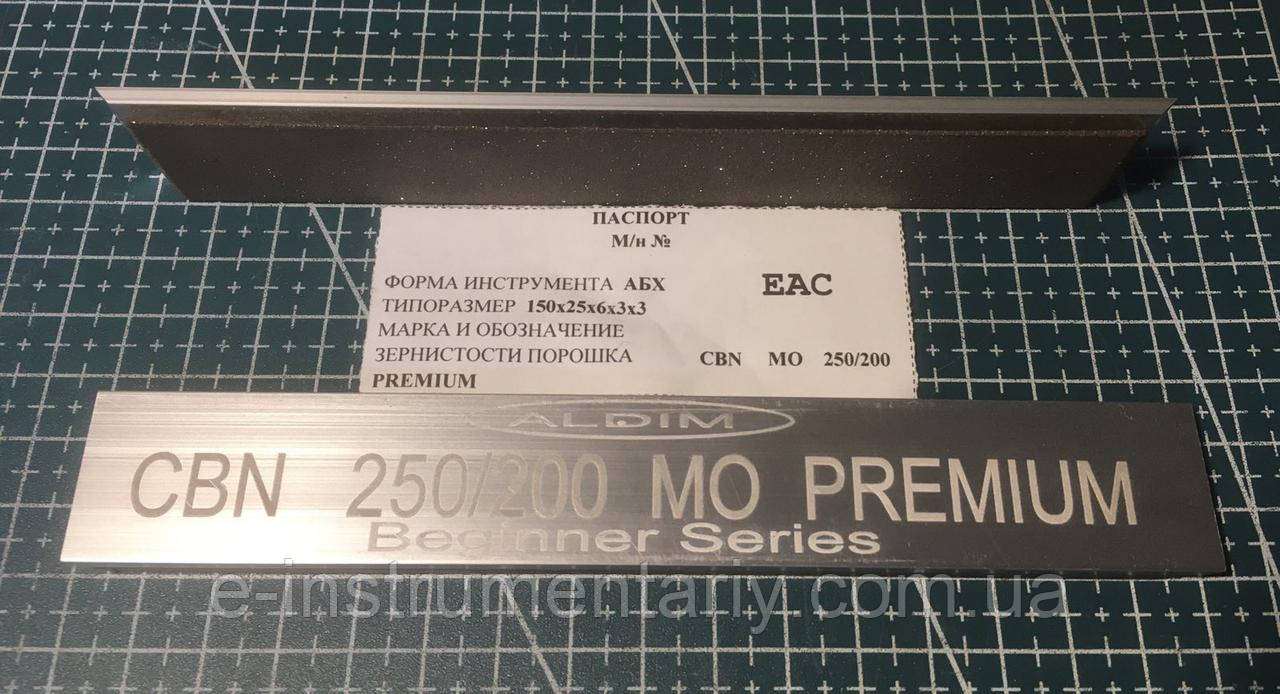 ПАСПОРТ
М/н №
ФОРМА ИНСТРУМЕНТА АБХ
EAC
ТИПОРАЗМЕР 150x25x6x3x3
МАРКА И ОБОЗНАЧЕНИЕ
ЗЕРНИСТОСТИ ПОРОШКА CBN MO 250/200
PREMIUM
ALDIM
CBN 250/200 MO PREMIUM
Beginner Series
e-instrumentariy.com.ua